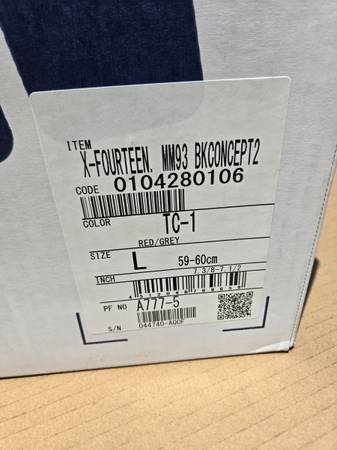 ITEM
X-FOURTEEN. MM93 BKCONCEPT2
CODE 0104280106
COLOR TC-1
RED/GREY
SIZE L 59-60cm
INCH 7.3/8-7.1/2
PF NO A777-5
S/N 044740-AQOF